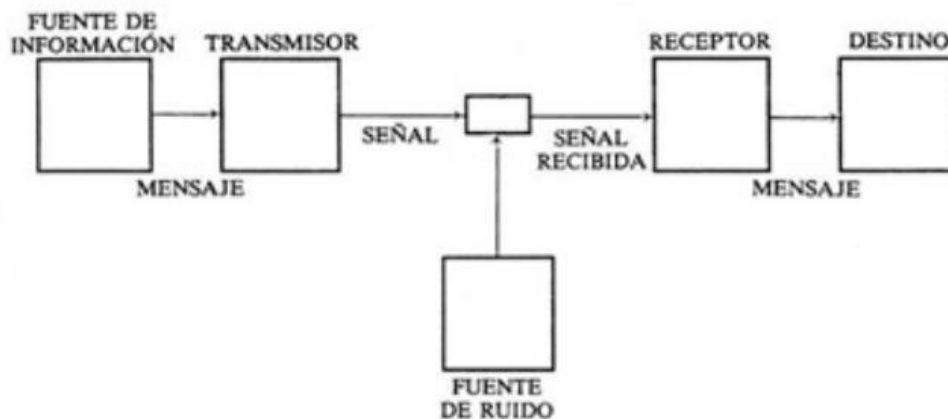 FUENTE DE
INFORMACIÓN
TRANSMISOR
RECEPTOR
DESTINO
SEÑAL
SEÑAL
RECIBIDA
MENSAJE
MENSAJE
FUENTE
DE RUIDO